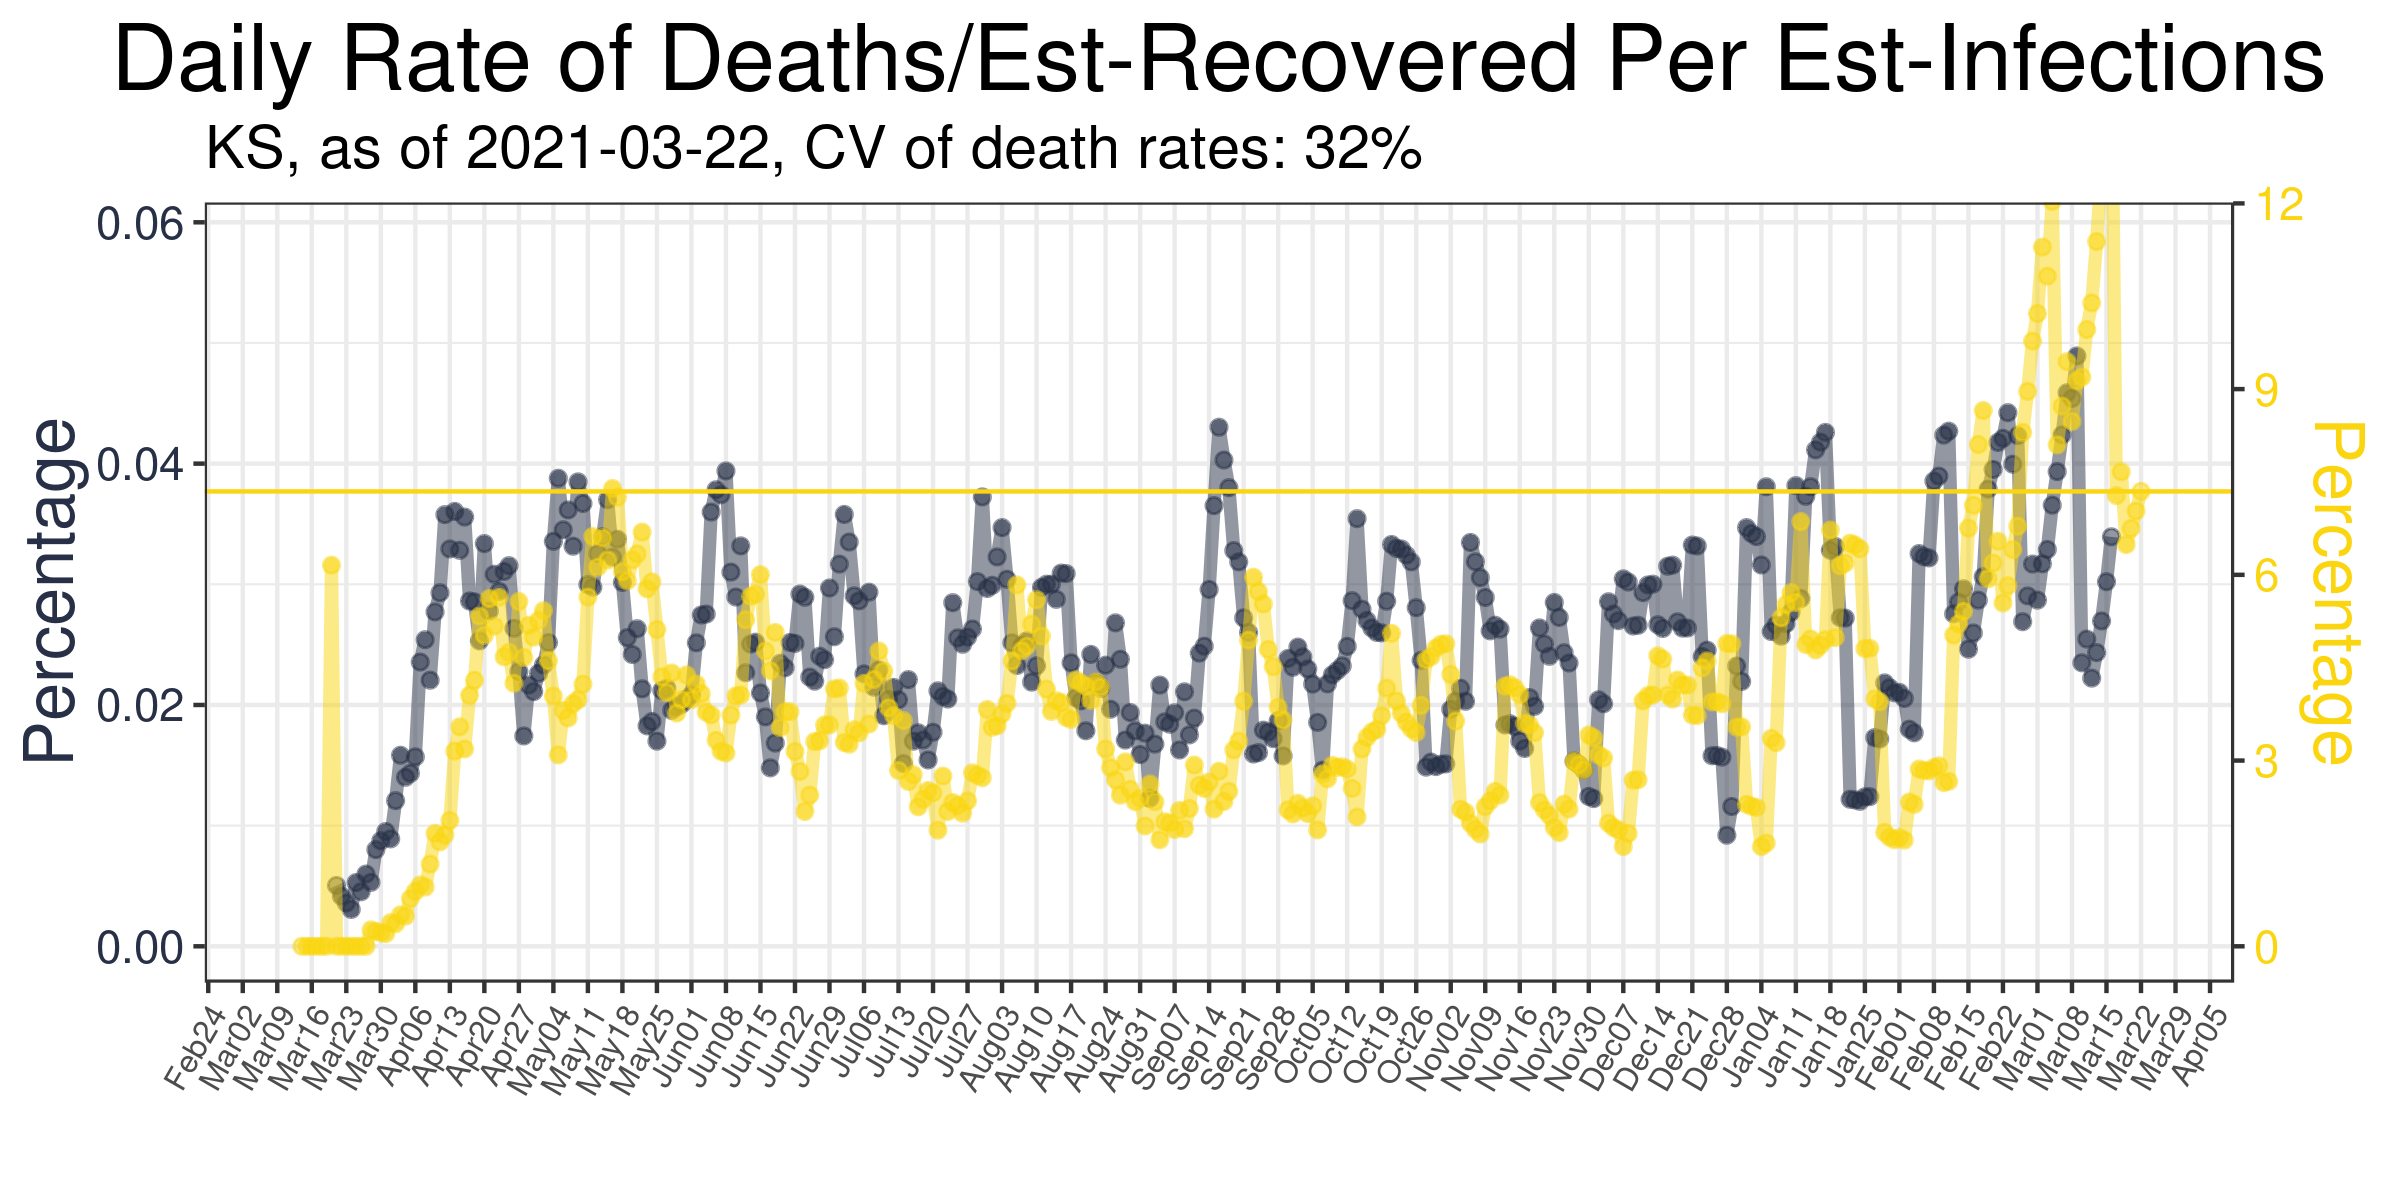 Daily Rate of Deaths/Est-Recovered Per Est-Infections
KS, as of 2021-03-22, CV of death rates: 32%
Percentage
0.06
0.04
0.02
0.00
12
9
6
3
0
Percentage
Feb24
Mar02
Mar09
Mar16
Mar23
Mar30
Apr06
Apr13
Apr20
Apr27
May04
May11
May18
May25
Jun01
Jun08
Jun15
Jun22
Jun29
Jul06
Jul13
Jul20
Jul27
Aug03
Aug10
Aug17
Aug24
Aug31
Sep07
Sep14
Sep21
Sep28
Oct05
Oct12
Oct19
Oct26
Nov02
Nov09
Nov16
Nov23
Nov30
Dec07
Dec14
Dec21
Dec28
Jan04
Jan11
Jan18
Jan25
Feb01
Feb08
Feb15
Feb22
Mar01
Mar08
Mar15
Mar22
Mar29
Apr05